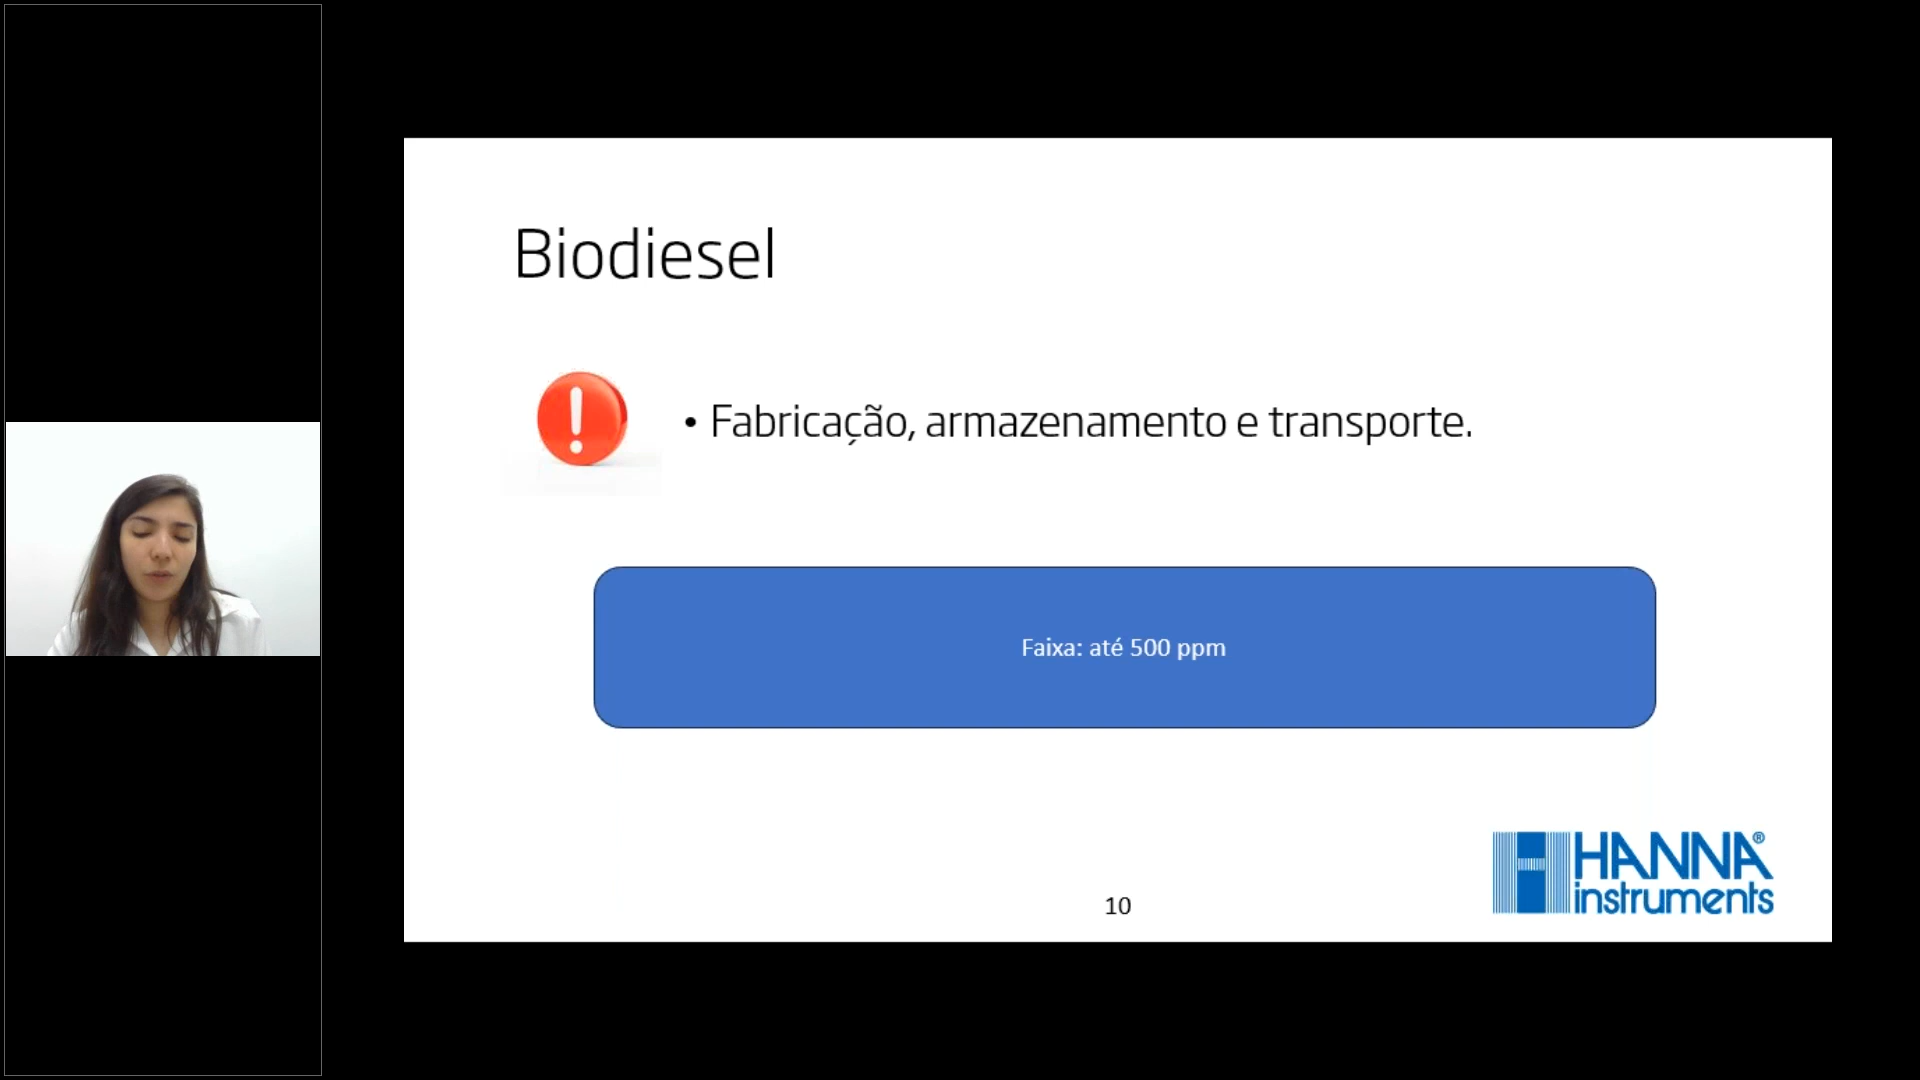 Biodiesel
• Fabricação, armazenamento e transporte.
Faixa: até 500 ppm
HANNA®
instruments
10